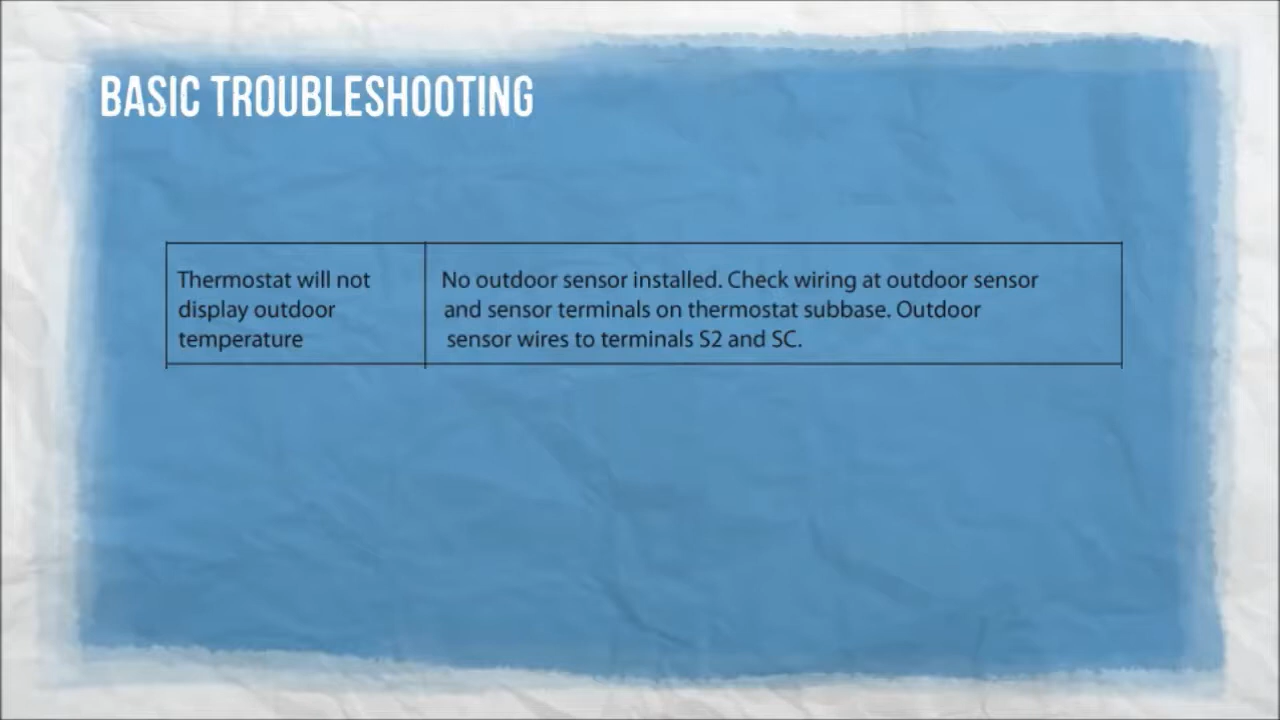 BASIC TROUBLESHOOTING
Thermostat will not
display outdoor
temperature
No outdoor sensor installed. Check wiring at outdoor sensor
and sensor terminals on thermostat subbase. Outdoor
sensor wires to terminals S2 and SC.